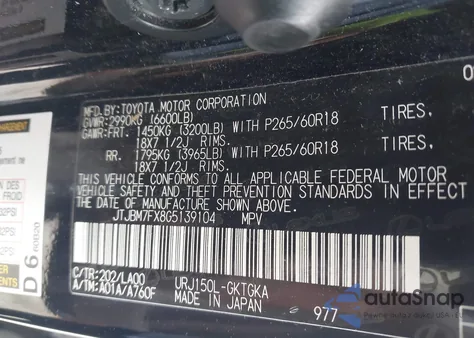 MFD.BY:TOYOTA MOTOR CORPORATION
GVWR:2990KG (6600LB)
GAWR:FRT. 1450KG (3200LB) WITH P265/60R18 TIRES,
18X7 1/2J RIMS,
RR. 1795KG (3965LB) WITH P265/60R18 TIRES,
18X7 1/2J RIMS,
THIS VEHICLE CONFORMS TO ALL APPLICABLE FEDERAL MOTOR
VEHICLE SAFETY AND THEFT PREVENTION STANDARDS IN EFFECT
ON THE DATE OF MANUFACTURE SHOWN ABOVE.
JTJBM7FX8G5139104 MPV
C/TR:202/LA00 URJ150L-GKTGKA
A/TM:A01A/A760F MADE IN JAPAN 977
D6
autoSnap